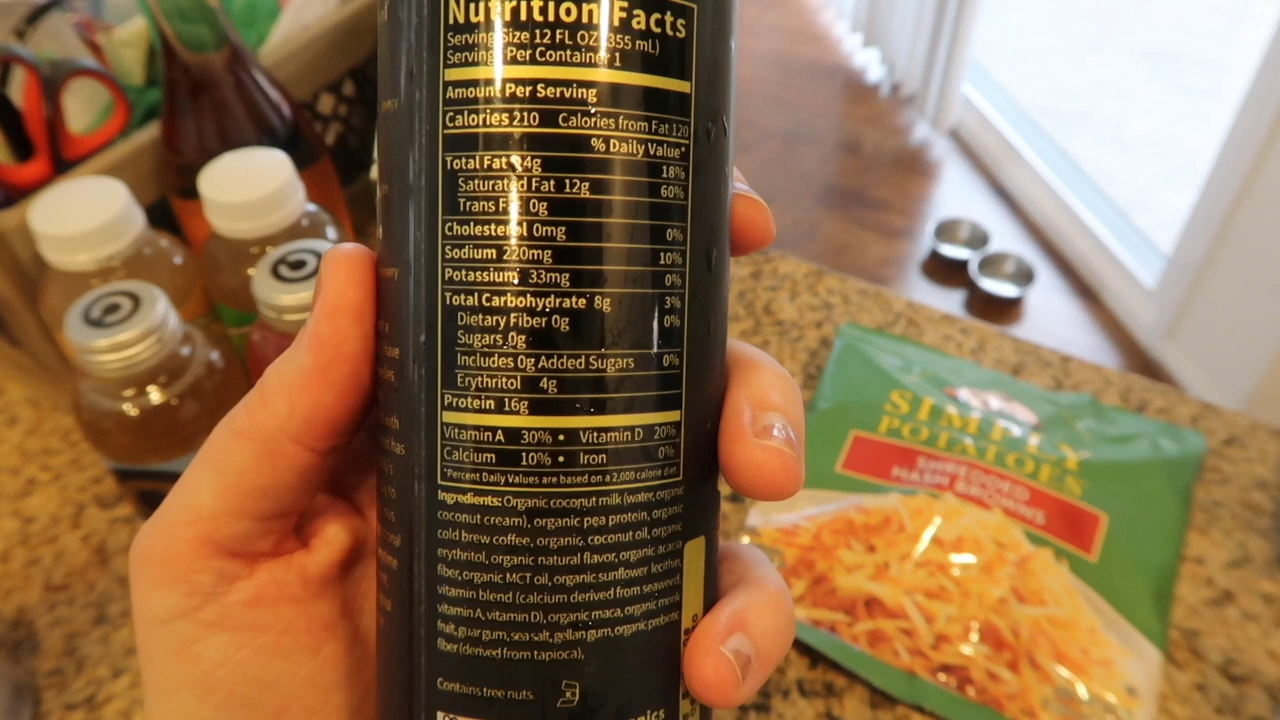 Nutrition Facts
Serving Size 12 FL OZ (355 mL)
Servings Per Container 1
Amount Per Serving
Calories 210 Calories from Fat 120
% Daily Value*
Total Fat 14g 18%
Saturated Fat 12g 60%
Trans Fat 0g
Cholesterol 0mg 0%
Sodium 220mg 10%
Potassium 33mg 0%
Total Carbohydrate 8g 3%
Dietary Fiber 0g 0%
Sugars 0g
Includes 0g Added Sugars 0%
Erythritol 4g
Protein 16g
Vitamin A 30% • Vitamin D 20%
Calcium 10% • Iron 0%
*Percent Daily Values are based on a 2,000 calorie diet.
Ingredients: Organic coconut milk (water, organic
coconut cream), organic pea protein, organic
cold brew coffee, organic coconut oil, organic
erythritol, organic natural flavor, organic acacia
fiber, organic MCT oil, organic sunflower lecithin,
vitamin blend (calcium derived from seaweed,
vitamin A, vitamin D), organic maca, organic monk
fruit, guar gum, sea salt, gellan gum, organic prebiotic
fiber (derived from tapioca),
Contains tree nuts.
SIMPLY
POTATOES
SHREDDED
HASH BROWNS